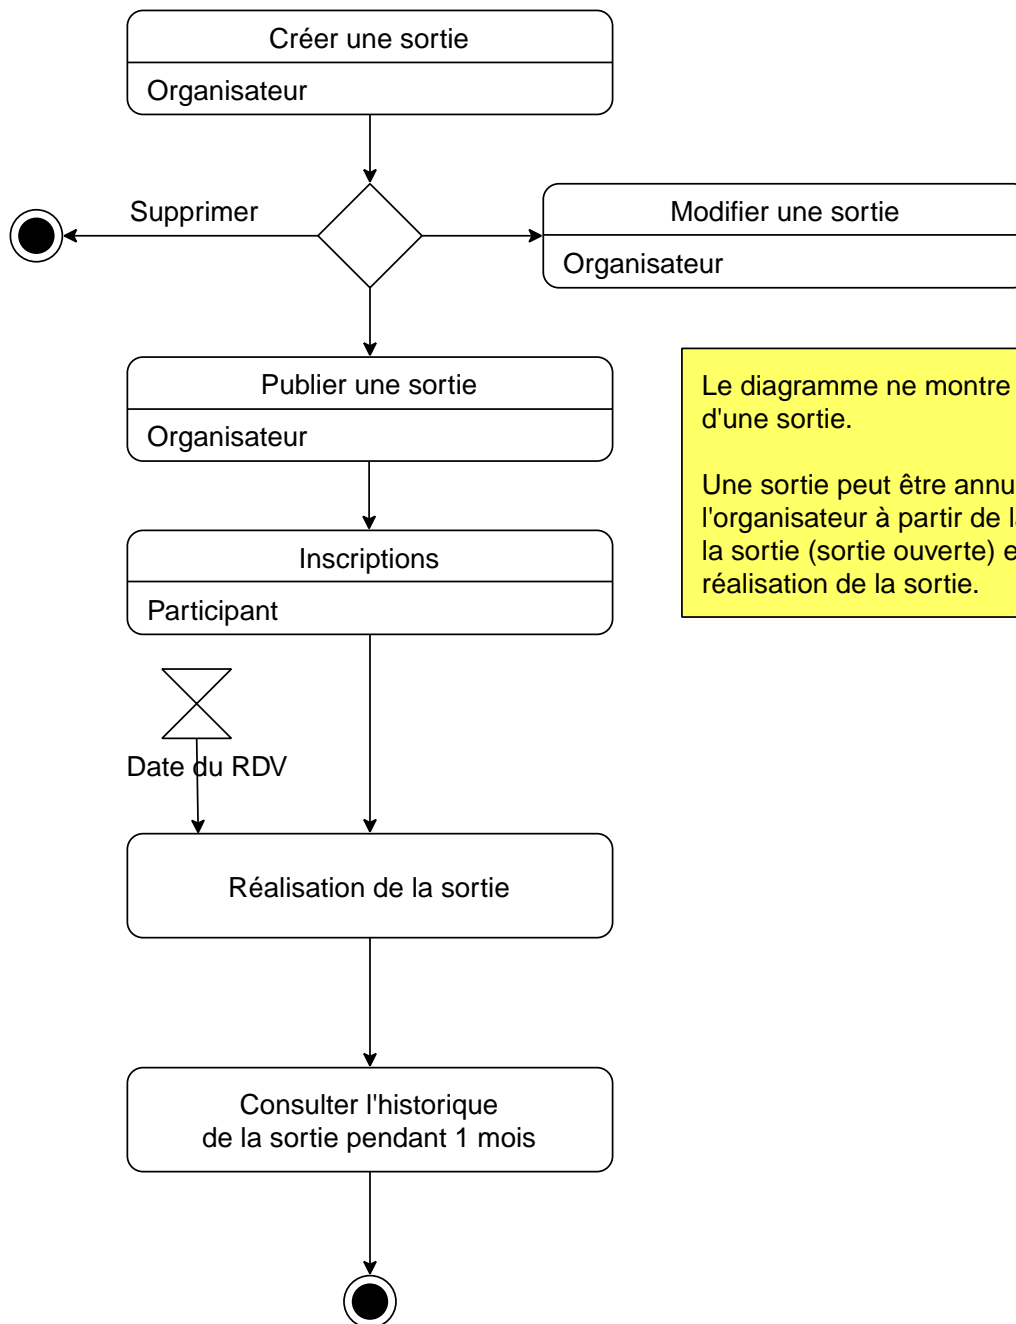 Créer une sortie
Organisateur
Supprimer
Modifier une sortie
Organisateur
Publier une sortie
Organisateur
Le diagramme ne montre
d'une sortie.
Une sortie peut être
l'organisateur à partir de
la sortie (sortie ouverte)
réalisation de la sortie.
Inscriptions
Participant
Date du RDV
Réalisation de la sortie
Consulter l'historique
de la sortie pendant 1 mois